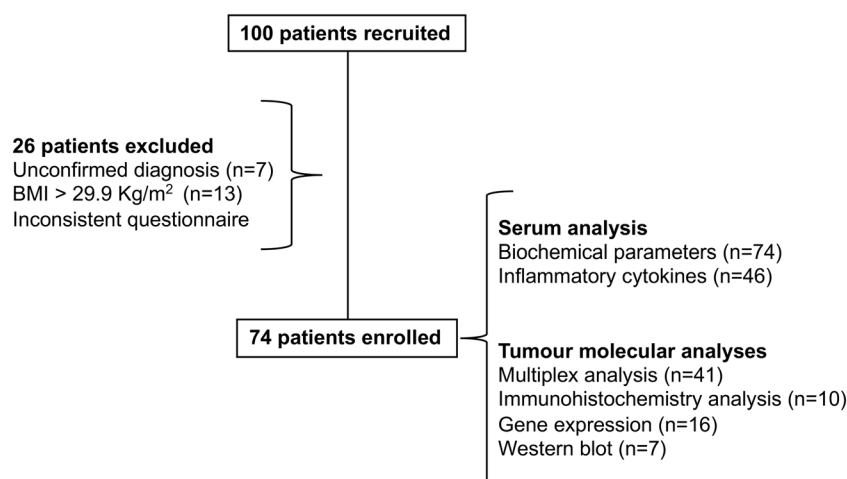 100 patients recruited
26 patients excluded
Unconfirmed diagnosis (n=7)
BMI > 29.9 Kg/m² (n=13)
Inconsistent questionnaire
Serum analysis
Biochemical parameters (n=74)
Inflammatory cytokines (n=46)
74 patients enrolled
Tumour molecular analyses
Multiplex analysis (n=41)
Immunohistochemistry analysis (n=10)
Gene expression (n=16)
Western blot (n=7)